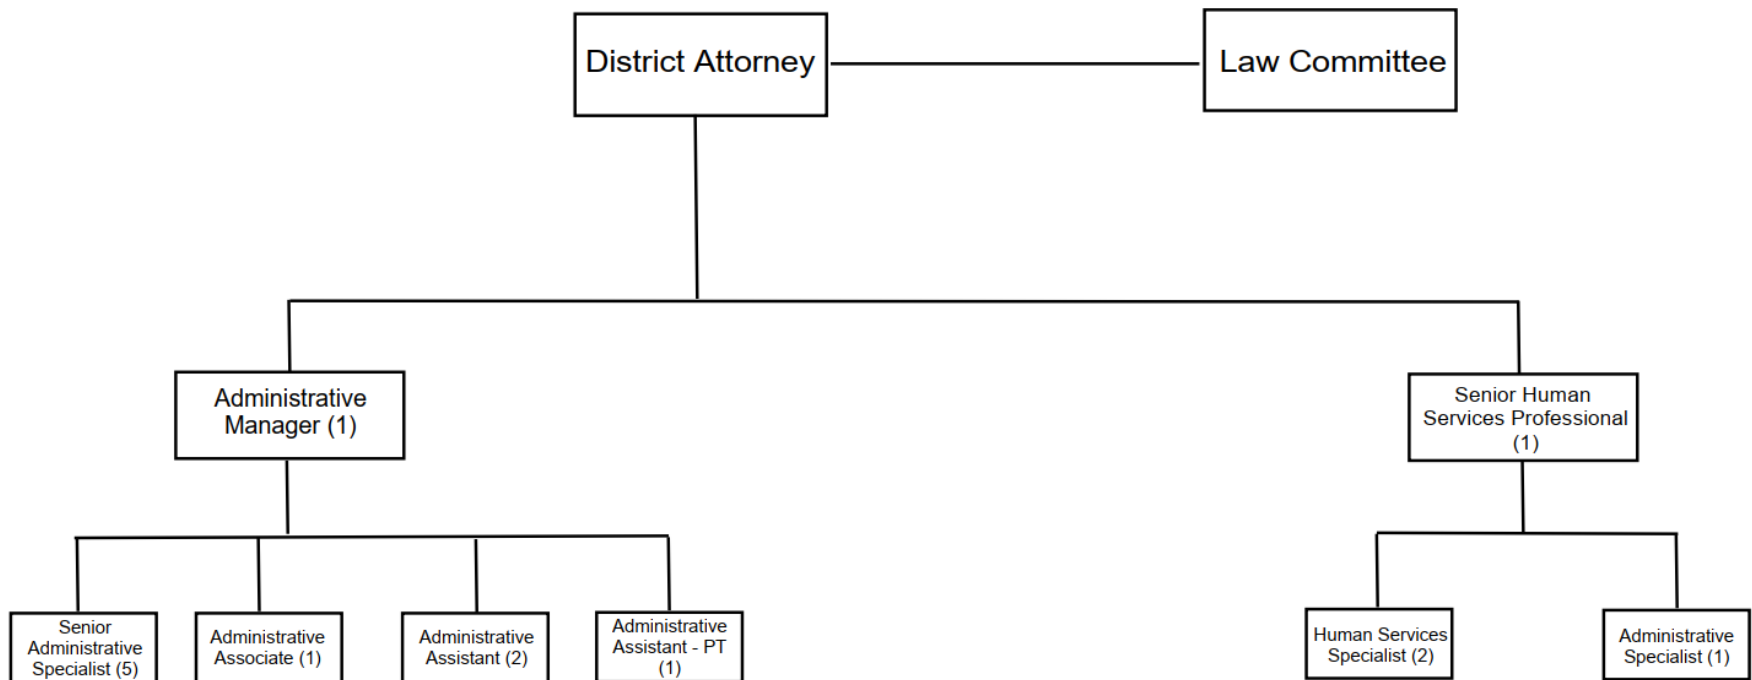 District Attorney
Law Committee
Administrative
Manager (1)
Senior Human
Services Professional
(1)
Senior
Administrative
Specialist (5)
Administrative
Associate (1)
Administrative
Assistant (2)
Administrative
Assistant - PT
(1)
Human Services
Specialist (2)
Administrative
Specialist (1)